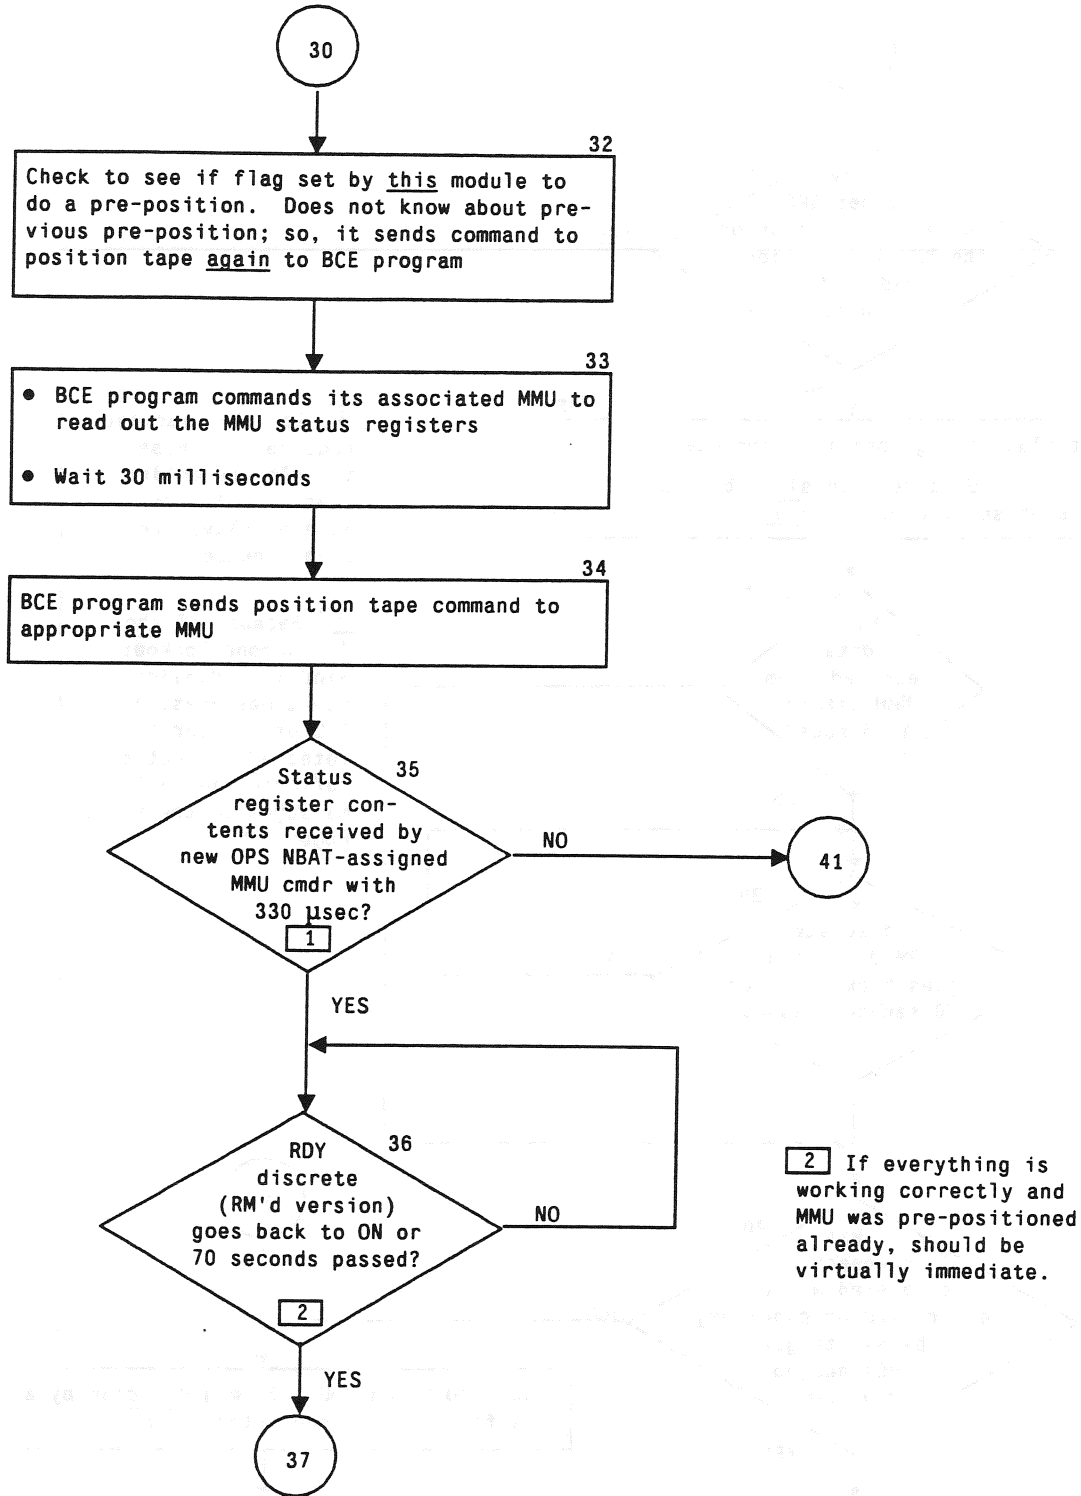 30
32
Check to see if flag set by this module to
do a pre-position. Does not know about pre-
vious pre-position; so, it sends command to
position tape again to BCE program
33
● BCE program commands its associated MMU to
read out the MMU status registers
● Wait 30 milliseconds
34
BCE program sends position tape command to
appropriate MMU
35
Status
register con-
tents received by
new OPS NBAT-assigned
MMU cmdr with
330 µsec?
1
NO
41
YES
36
RDY
discrete
(RM'd version)
goes back to ON or
70 seconds passed?
2
NO
2 If everything is
working correctly and
MMU was pre-positioned
already, should be
virtually immediate.
YES
37